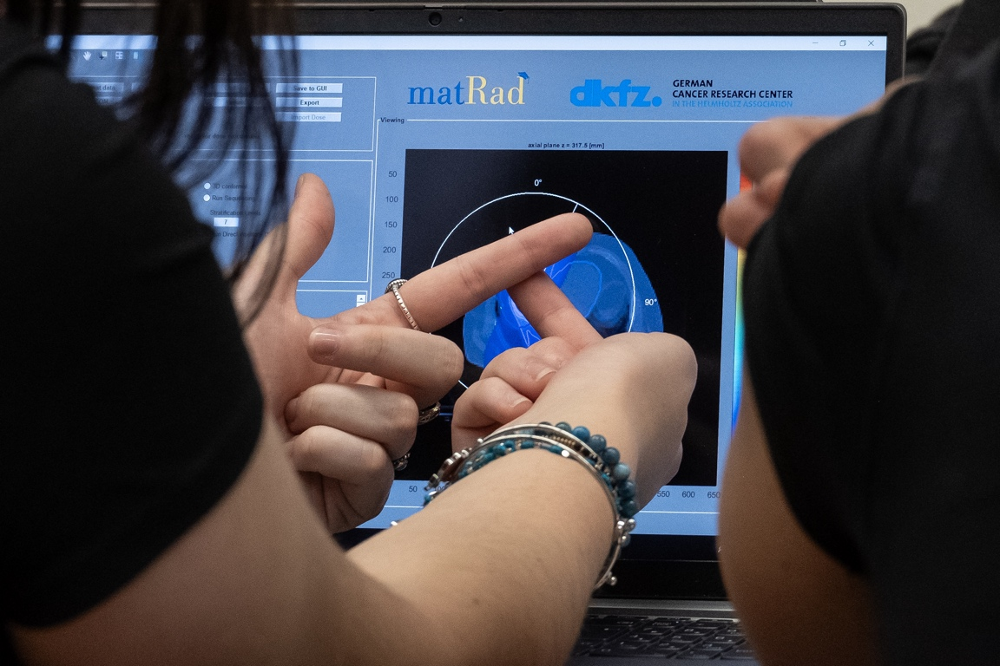 Save to GUI
Export
Import Dose
matRad
dkfz.
GERMAN
CANCER RESEARCH CENTER
IN THE HELMHOLTZ ASSOCIATION
Viewing
axial plane z = 317.5 [mm]
0°
50
100
150
200
250
90°
3D conformal
Run Sequencing
Stratification Levels
7
Run Direct
50
550
600
650